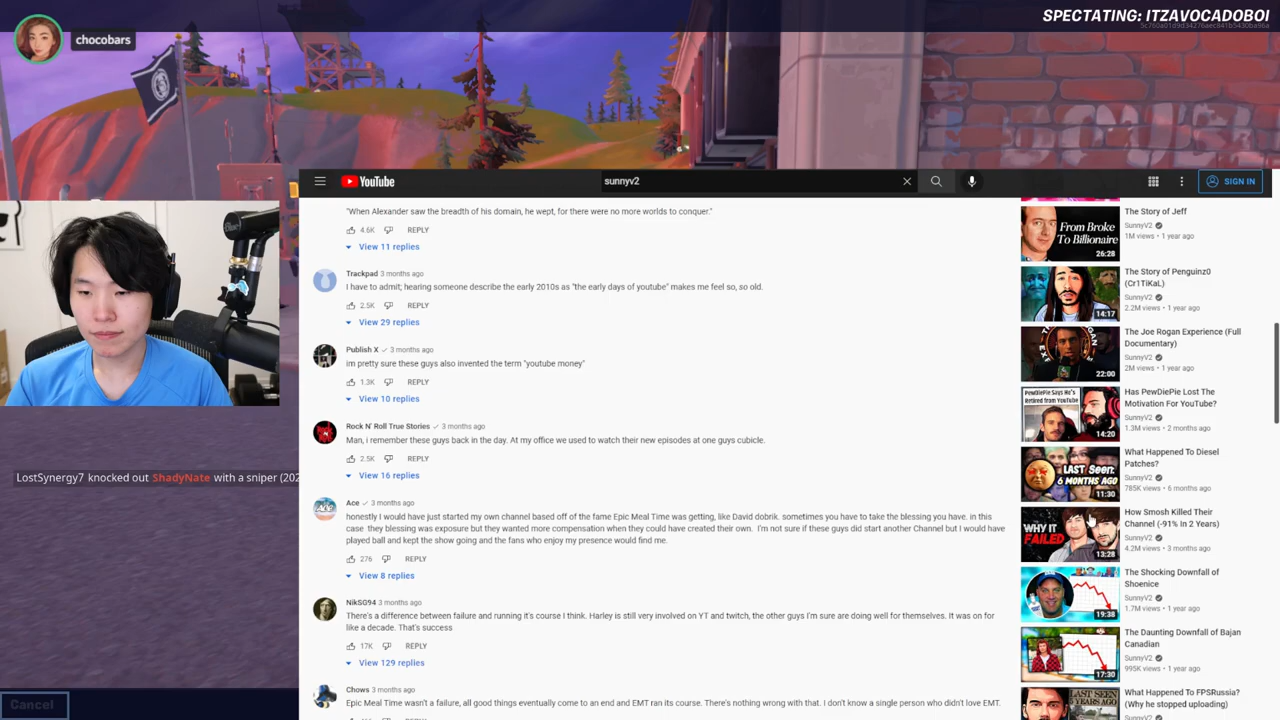 SPECTATING: ITZAVOCADOBOI
chocobars
YouTube
sunnyv2
SIGN IN
"When Alexander saw the breadth of his domain, he wept, for there were no more worlds to conquer."
4.6K REPLY
View 11 replies
Trackpad 3 months ago
I have to admit; hearing someone describe the early 2010s as "the early days of youtube" makes me feel so, so old.
2.5K REPLY
View 29 replies
Publish X 3 months ago
im pretty sure these guys also invented the term "youtube money"
1.3K REPLY
View 10 replies
Rock N' Roll True Stories 3 months ago
Man, i remember these guys back in the day. At my office we used to watch their new episodes at one guys cubicle.
2.5K REPLY
View 16 replies
Ace 3 months ago
honestly I would have just started my own channel based off of the fame Epic Meal Time was getting, like David dobrik. sometimes you have to take the blessing you have. in this
case they blessing was exposure but they wanted more compensation when they could have created their own. I'm not sure if these guys did start another Channel but I would have
played ball and kept the show going and the fans who enjoy my presence would find me.
276 REPLY
View 8 replies
NikSG94 3 months ago
There's a difference between failure and running it's course I think. Harley is still very involved on YT and twitch, the other guys I'm sure are doing well for themselves. It was on for
like a decade. That's success
17K REPLY
View 129 replies
Chows 3 months ago
Epic Meal Time wasn't a failure, all good things eventually come to an end and EMT ran its course. There's nothing wrong with that. I don't know a single person who didn't love EMT.
From Broke
To Billionaire
26:28
The Story of Jeff
SunnyV2
1M views • 1 year ago
14:17
The Story of Penguinz0
(Cr1TiKaL)
SunnyV2
2.2M views • 1 year ago
22:00
The Joe Rogan Experience (Full
Documentary)
SunnyV2
2M views • 1 year ago
PewDiePie Says He's
Retired from YouTube
14:20
Has PewDiePie Lost The
Motivation For YouTube?
SunnyV2
1.3M views • 2 months ago
LAST SEEN:
6 MONTHS AGO
11:30
What Happened To Diesel
Patches?
SunnyV2
785K views • 6 months ago
WHY IT
FAILED
13:28
How Smosh Killed Their
Channel (-91% In 2 Years)
SunnyV2
4.2M views • 3 months ago
19:38
The Shocking Downfall of
Shoenice
SunnyV2
1.7M views • 1 year ago
17:30
The Daunting Downfall of Bajan
Canadian
SunnyV2
995K views • 1 year ago
LAST SEEN
What Happened To FPSRussia?
(Why he stopped uploading)
SunnyV2
LostSynergy7 knocked out ShadyNate with a sniper (202
Cancel